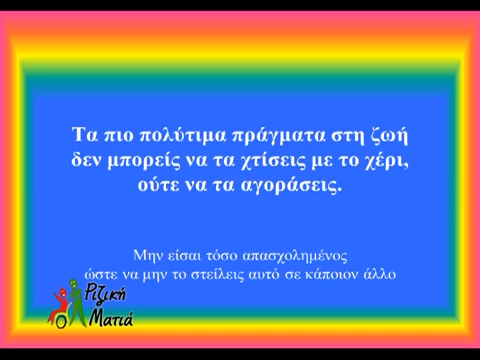 Τα πιο πολύτιμα πράγματα στη ζωή
δεν μπορείς να τα χτίσεις με το χέρι,
ούτε να τα αγοράσεις.
Μην είσαι τόσο απασχολημένος
ώστε να μην το στείλεις αυτό σε κάποιον άλλο
Ριζική
Ματιά